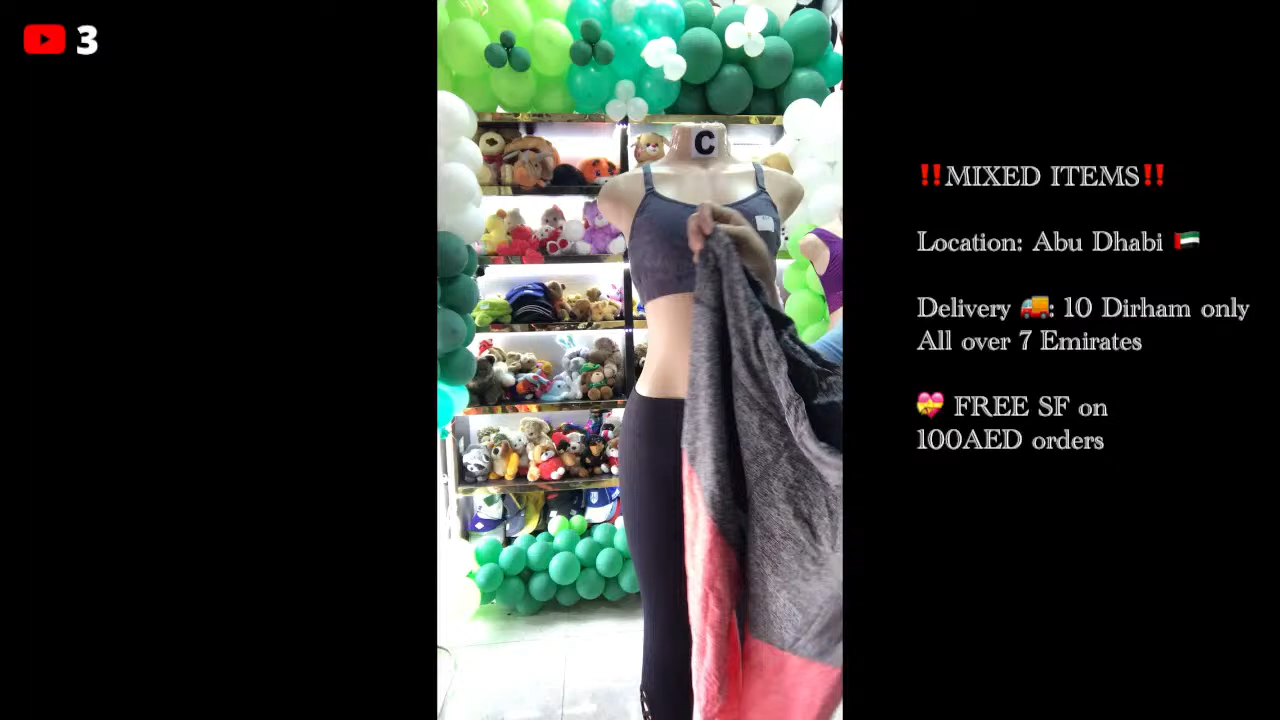 3
C
‼️MIXED ITEMS‼️
Location: Abu Dhabi 🇦🇪
Delivery 🚚: 10 Dirham only
All over 7 Emirates
💝 FREE SF on
100AED orders